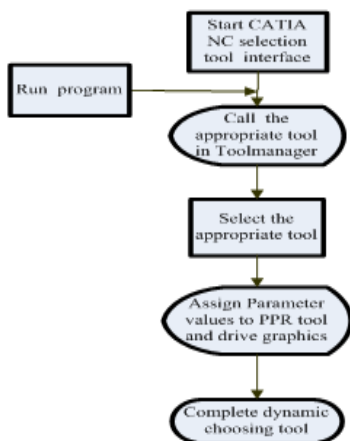 Start CATIA
NC selection
tool interface
Run program
Call the
appropriate tool
in Toolmanager
Select the
appropriate tool
Assign Parameter
values to PPR tool
and drive graphics
Complete dynamic
choosing tool